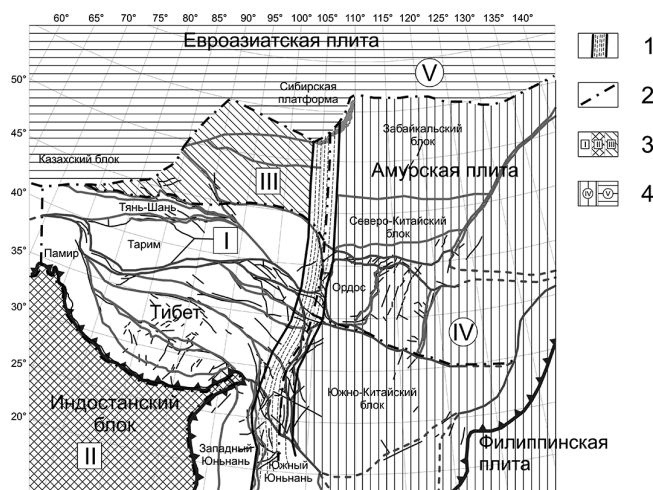 60° 65° 70° 75° 80° 85° 90° 95° 100° 105° 110° 115° 120° 125° 130° 135° 140°
Евроазиатская плита
1
V
50°
Сибирская
платформа
2
45°
Забайкальский
блок
Казахский блок
III
Амурская плита
I II III
3
40°
Тянь-Шань
IV V
4
Северо-Китайский
блок
35°
Тарим
I
Памир
Ордос
30°
Тибет
IV
25°
Индостанский
блок
Южно-Китайский
блок
20°
II
Западный
Юньнань
Южный
Юньнань
Филиппинская
плита